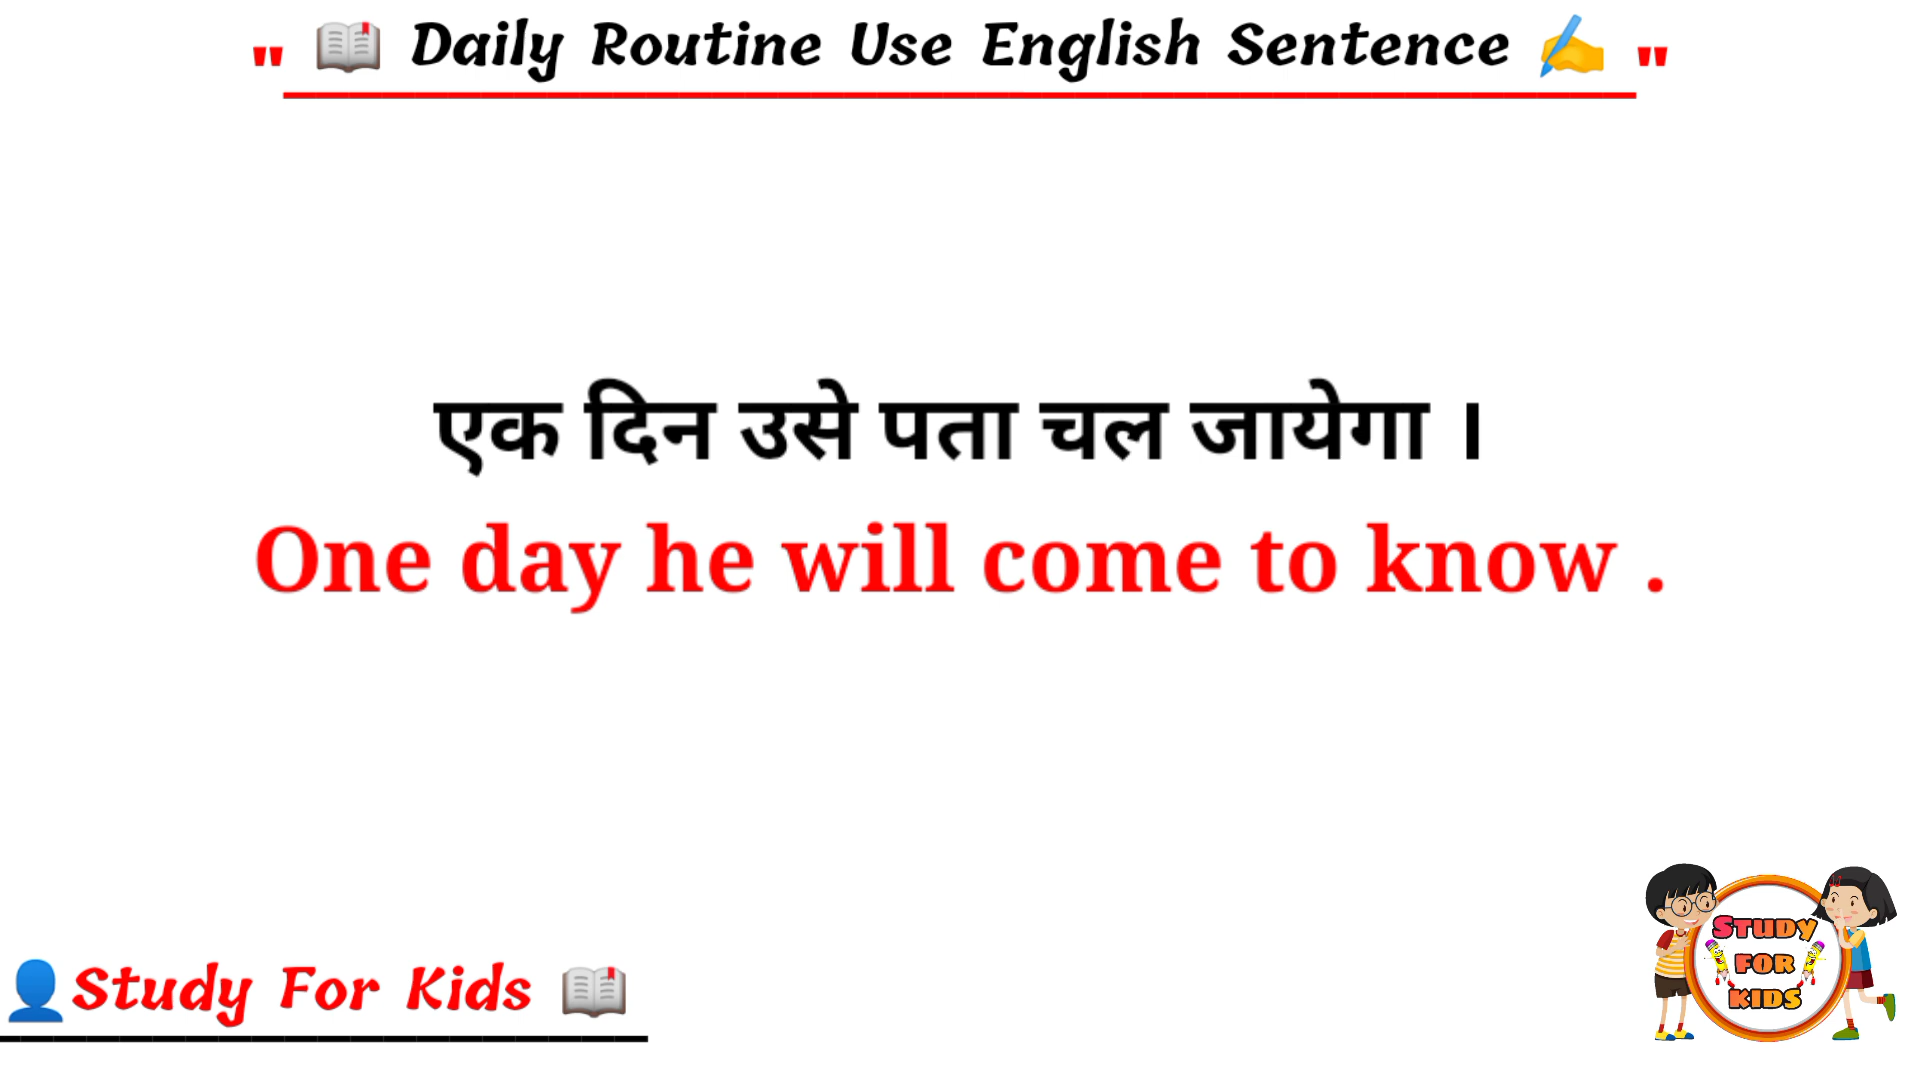 " 📖 Daily Routine Use English Sentence ✍ "
एक दिन उसे पता चल जायेगा ।
One day he will come to know .
👤Study For Kids 📖
STUDY
FOR
KIDS